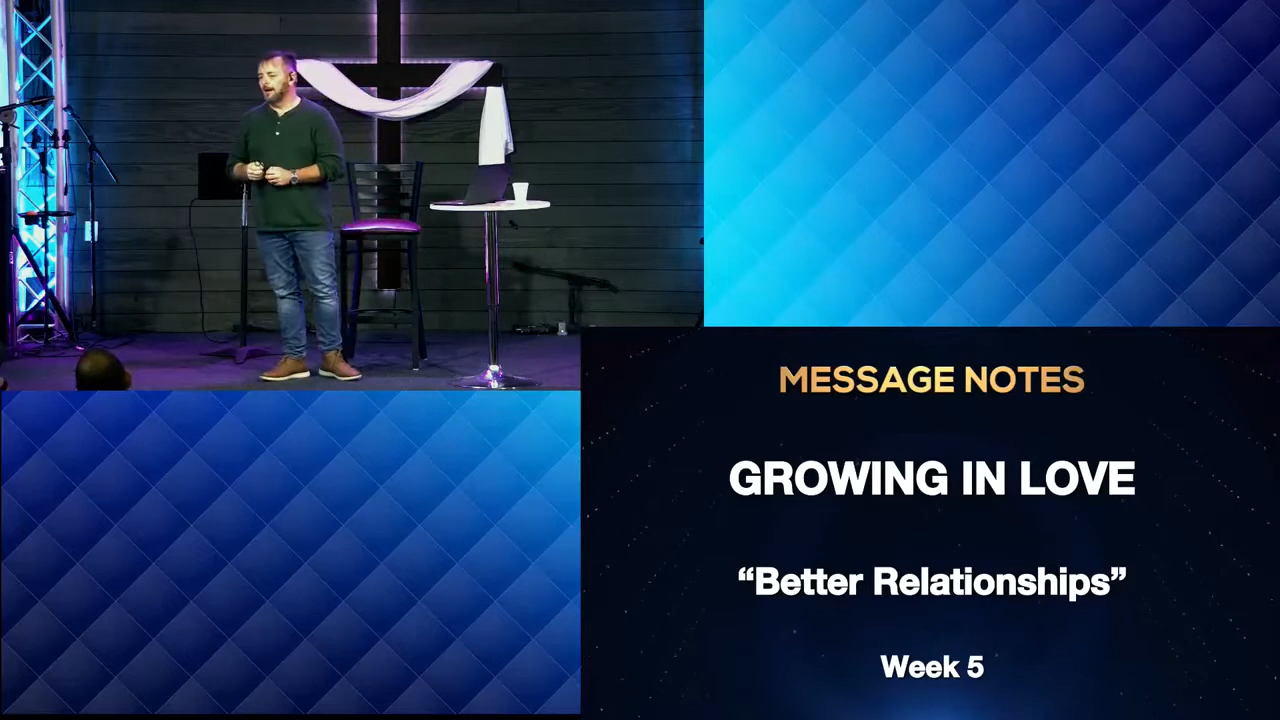 MESSAGE NOTES
GROWING IN LOVE
“Better Relationships”
Week 5